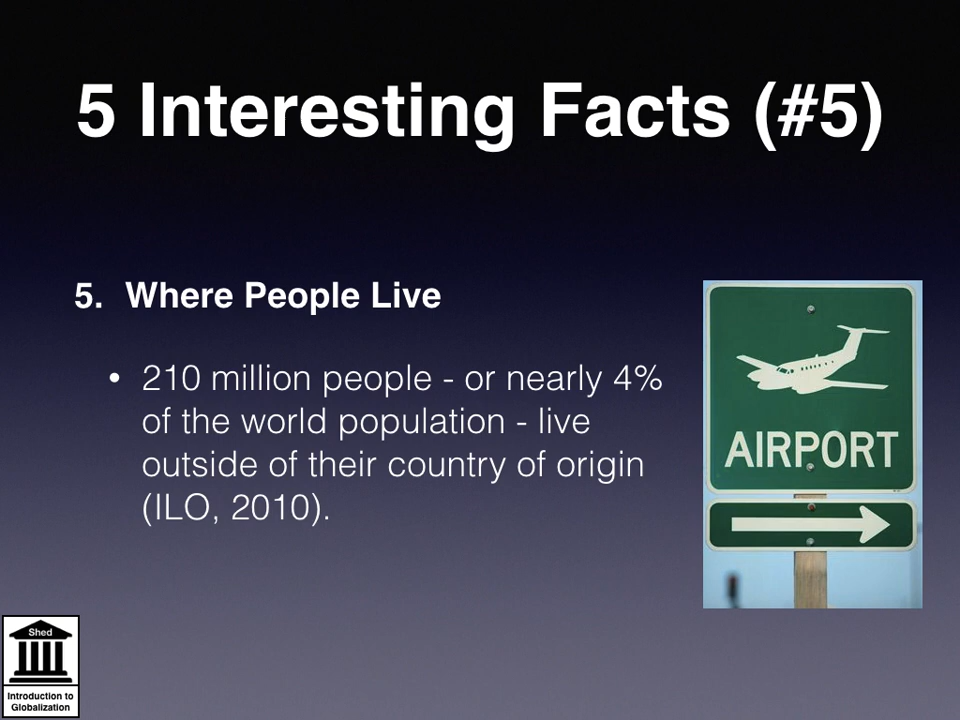 5 Interesting Facts (#5)
5. Where People Live
• 210 million people - or nearly 4%
of the world population - live
outside of their country of origin
(ILO, 2010).
AIRPORT
Shed
Introduction to
Globalization